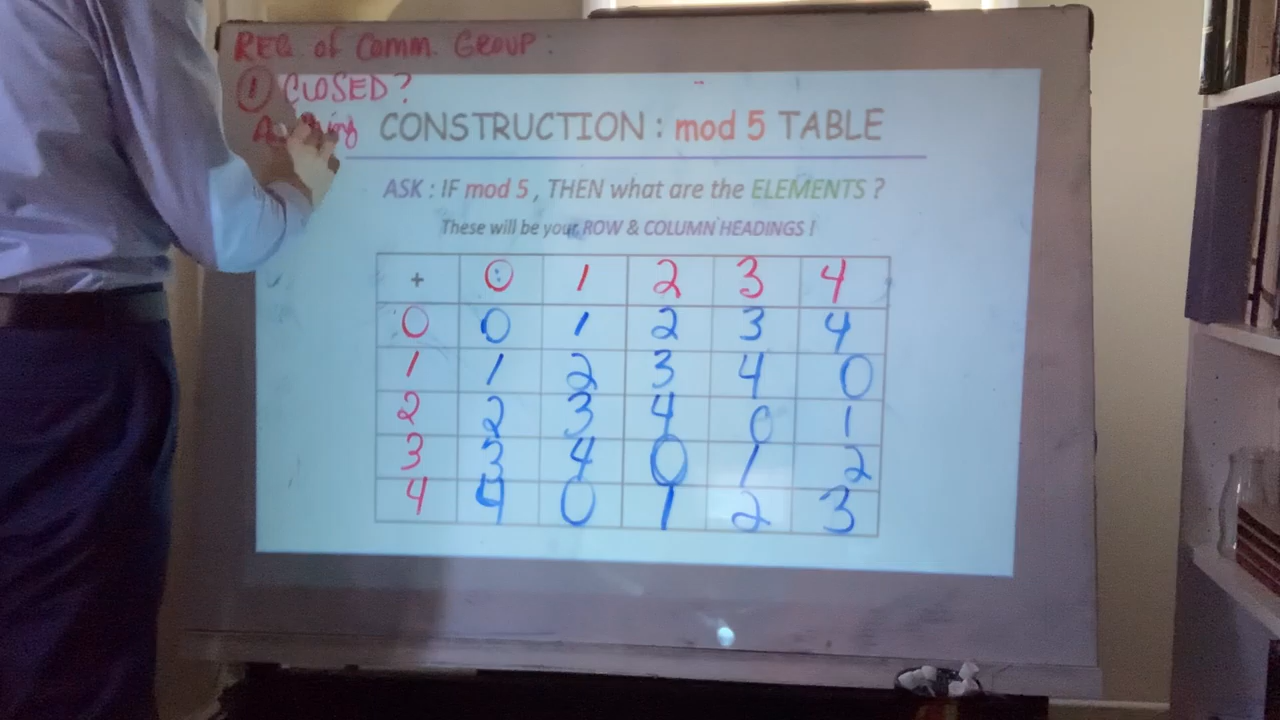 REQ. of Comm. GROUP:
① CLOSED?
CONSTRUCTION : mod 5 TABLE
ASK : IF mod 5 , THEN what are the ELEMENTS ?
These will be your ROW & COLUMN HEADINGS !
+ 0 1 2 3 4
0 0 1 2 3 4
1 1 2 3 4 0
2 2 3 4 0 1
3 3 4 0 1 2
4 4 0 1 2 3